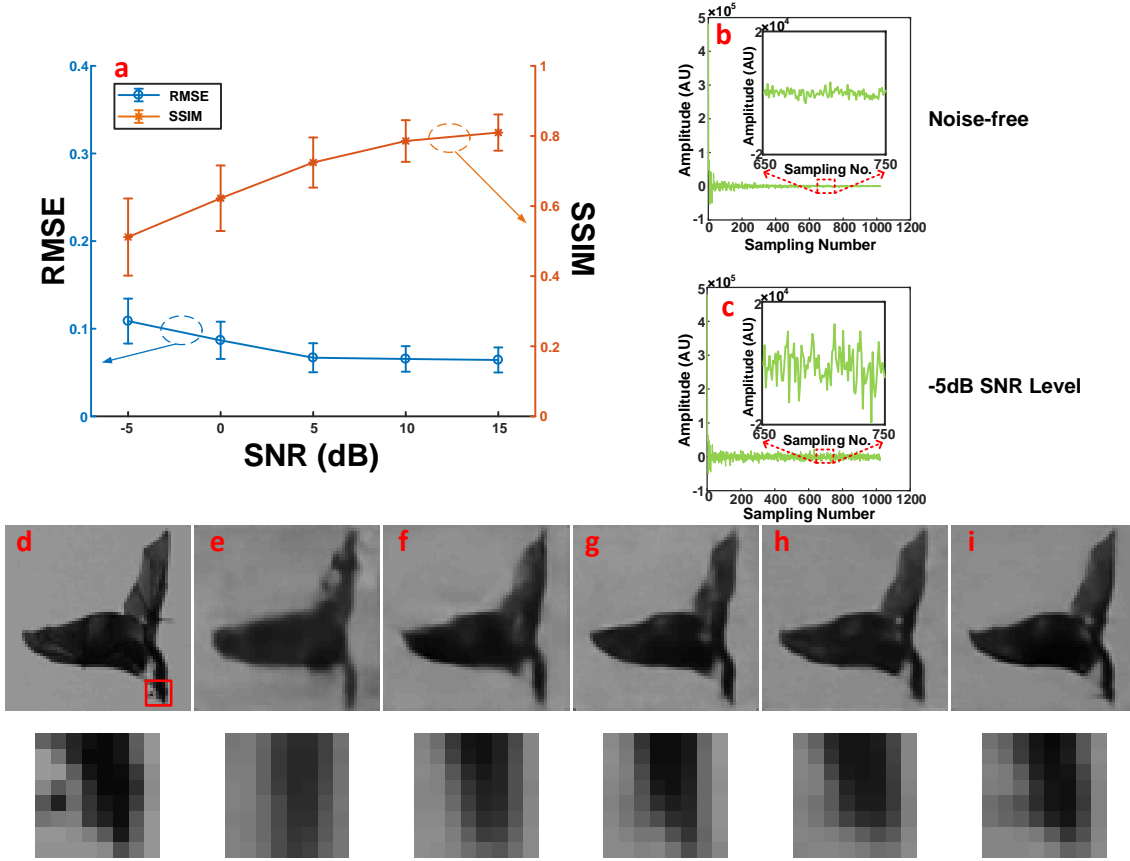 a
RMSE
SSIM
0.4
0.3
0.2
0.1
0
RMSE
1
0.8
0.6
0.4
0.2
0
SSIM
-5 0 5 10 15
SNR (dB)
b
×10^5
5
4
3
2
1
0
-1
Amplitude (AU)
0 200 400 600 800 1000 1200
Sampling Number
×10^4
2
-2
Amplitude (AU)
650 750
Sampling No.
Noise-free
c
×10^5
5
4
3
2
1
0
-1
Amplitude (AU)
0 200 400 600 800 1000 1200
Sampling Number
×10^4
2
-2
Amplitude (AU)
650 750
Sampling No.
-5dB SNR Level
d e f g h i